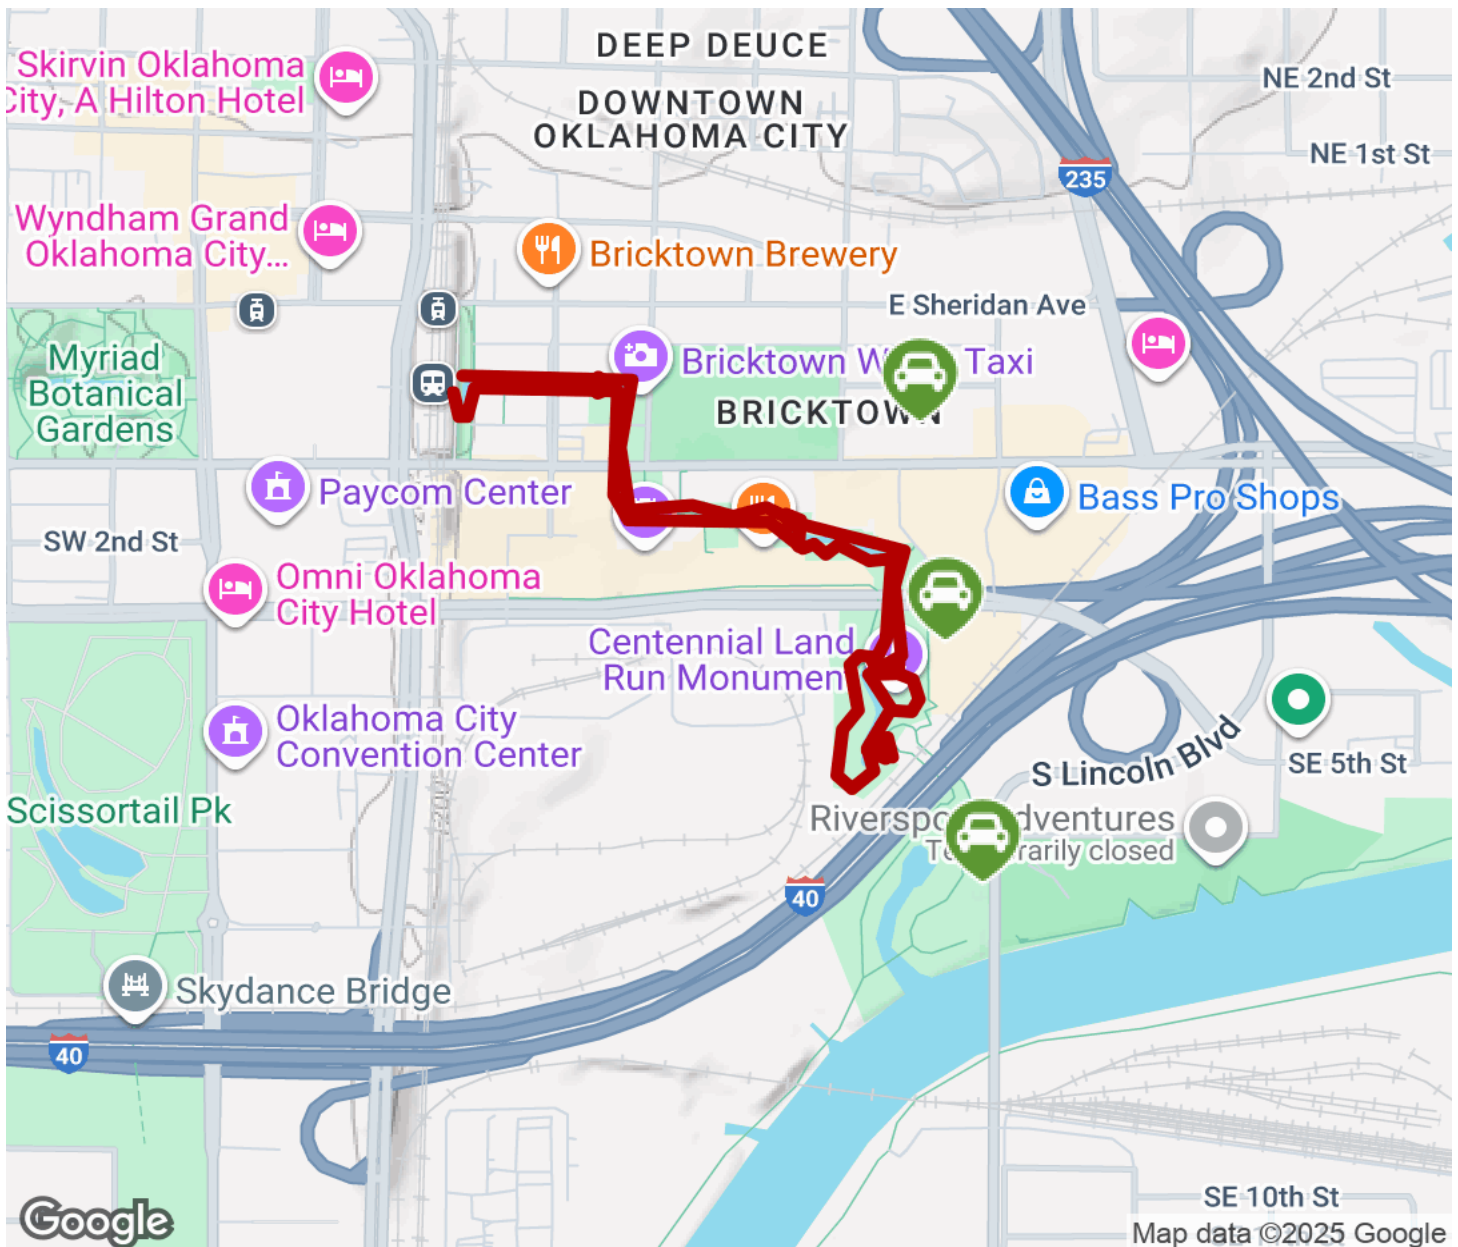 DEEP DEUCE
Skirvin Oklahoma
City, A Hilton Hotel
NE 2nd St
DOWNTOWN
OKLAHOMA CITY
NE 1st St
235
Wyndham Grand
Oklahoma City...
Bricktown Brewery
E Sheridan Ave
Myriad
Botanical
Gardens
Bricktown W Taxi
BRICKTOWN
Paycom Center
Bass Pro Shops
SW 2nd St
Omni Oklahoma
City Hotel
Centennial Land
Run Monumen
Oklahoma City
Convention Center
S Lincoln Blvd
SE 5th St
Scissortail Pk
Riverspo dventures
Te rarily closed
40
Skydance Bridge
40
SE 10th St
Google
Map data ©2025 Google